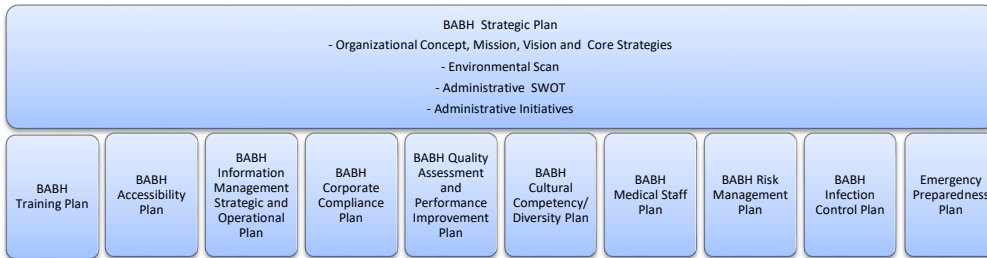 BABH Strategic Plan
- Organizational Concept, Mission, Vision and Core Strategies
- Environmental Scan
- Administrative SWOT
- Administrative Initiatives
BABH
Training Plan
BABH
Accessibility
Plan
BABH
Information
Management
Strategic and
Operational
Plan
BABH
Corporate
Compliance
Plan
BABH Quality
Assessment
and
Performance
Improvement
Plan
BABH
Cultural
Competency/
Diversity Plan
BABH
Medical Staff
Plan
BABH Risk
Management
Plan
BABH
Infection
Control Plan
Emergency
Preparedness
Plan